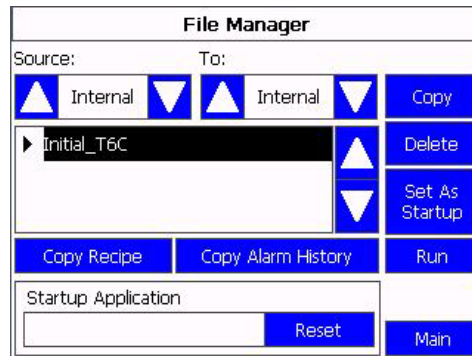 File Manager
Source: To:
Internal Internal Copy
Initial_T6C Delete
Set As
Startup
Copy Recipe Copy Alarm History Run
Startup Application
Reset Main